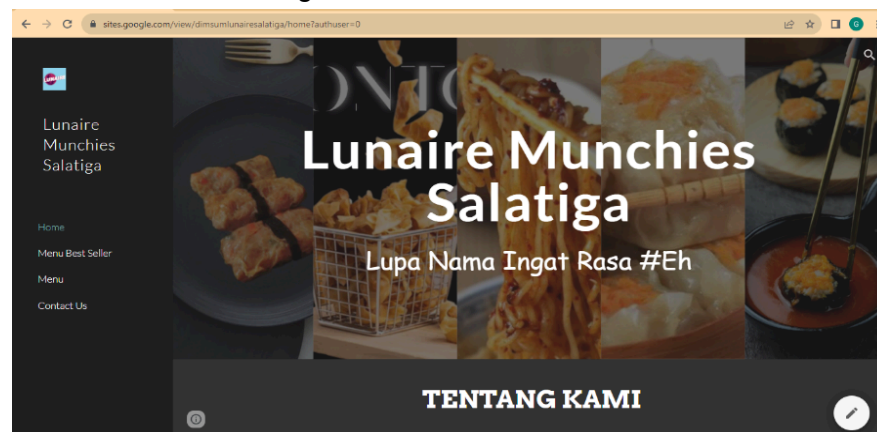 sites.google.com/view/dimsumlunairesalatiga/home?authuser=0
G
Lunaire
Munchies
Salatiga
Home
Menu Best Seller
Menu
Contact Us
Lunaire Munchies
Salatiga
Lupa Nama Ingat Rasa #Eh
TENTANG KAMI